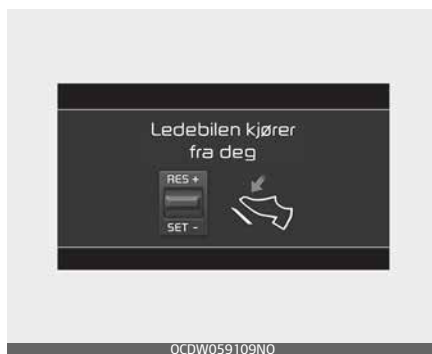 Ledebilen kjører
fra deg
RES +
SET -
OCDW059109NO